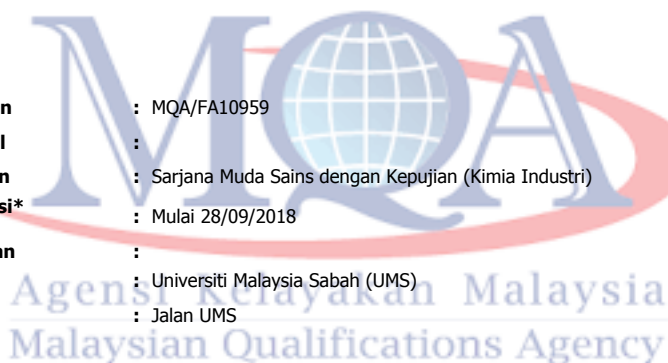 MQA
n : MQA/FA10959
l :
n : Sarjana Muda Sains dengan Kepujian (Kimia Industri)
si* : Mulai 28/09/2018
an :
: Universiti Malaysia Sabah (UMS)
Agensi Kelayakan Malaysia
: Jalan UMS
Malaysian Qualifications Agency